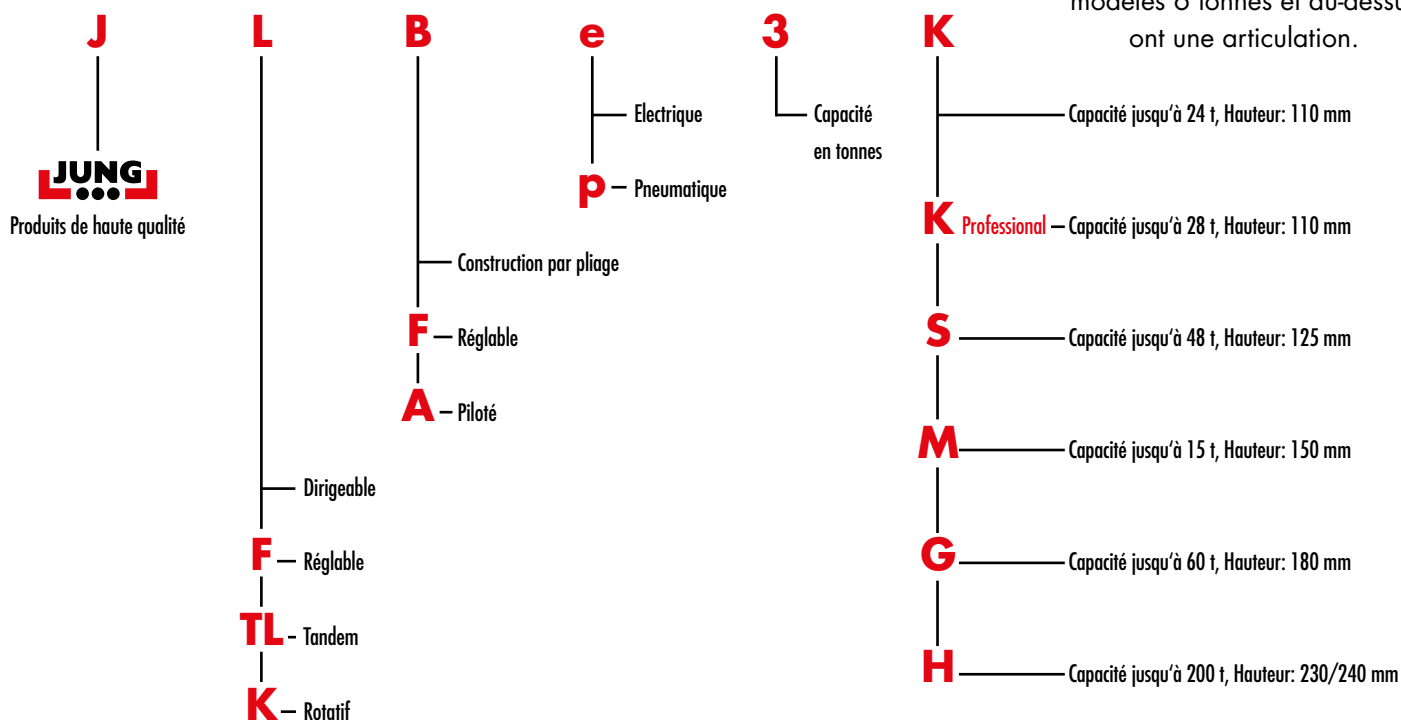 modèles 6 tonnes et au-dessu
ont une articulation.
J L B e 3 K
Electrique
Capacité
en tonnes
Capacité jusqu‘à 24 t, Hauteur: 110 mm
JUNG
Produits de haute qualité
p Pneumatique
K Professional Capacité jusqu‘à 28 t, Hauteur: 110 mm
Construction par pliage
F Réglable
S Capacité jusqu‘à 48 t, Hauteur: 125 mm
A Piloté
M Capacité jusqu‘à 15 t, Hauteur: 150 mm
Dirigeable
F Réglable
G Capacité jusqu‘à 60 t, Hauteur: 180 mm
TL Tandem
H Capacité jusqu‘à 200 t, Hauteur: 230/240 mm
K Rotatif